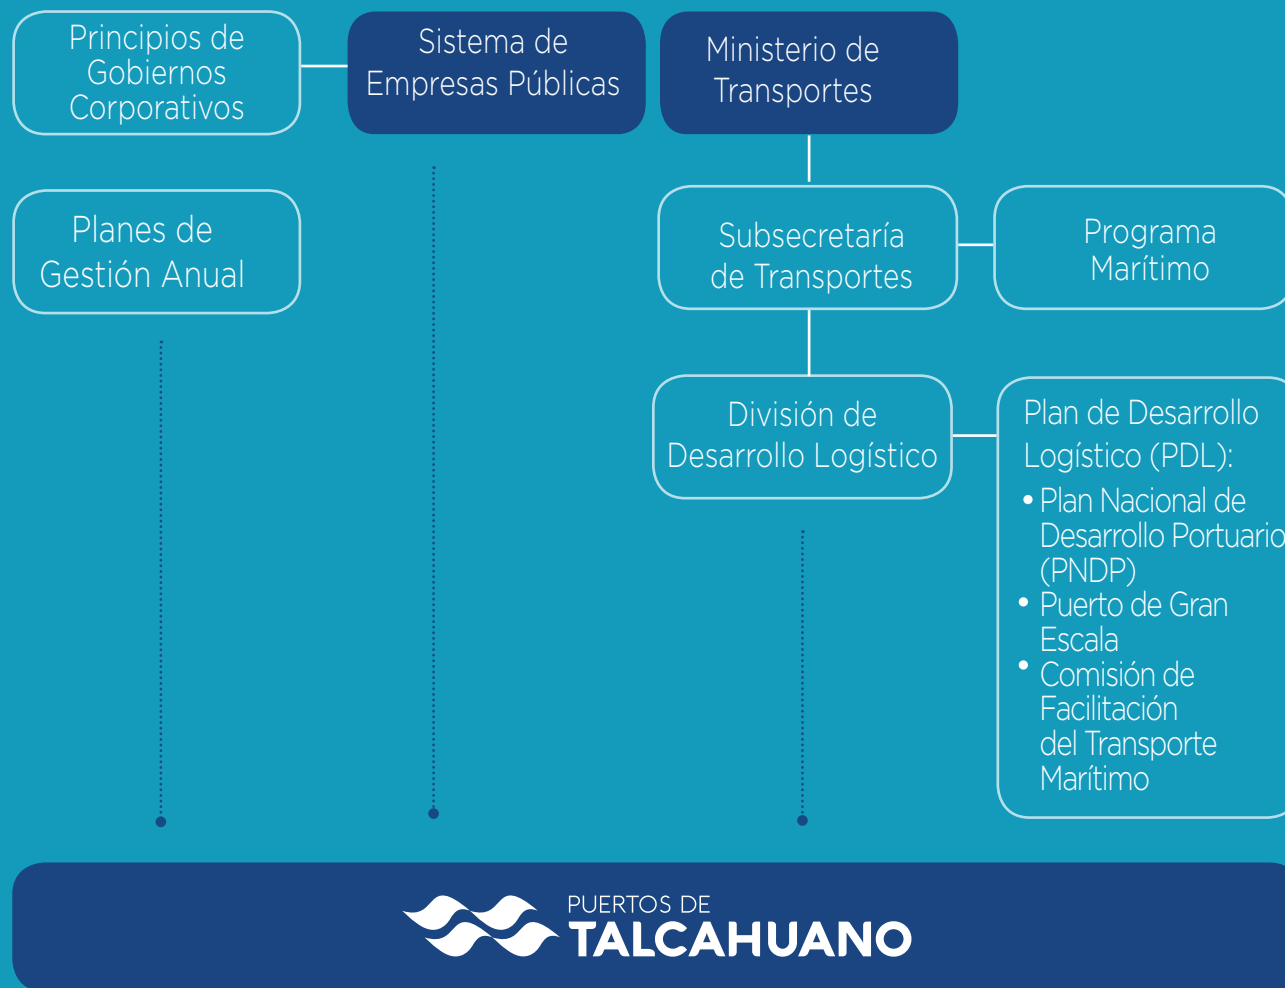 Principios de
Gobiernos
Corporativos
Sistema de
Empresas Públicas
Ministerio de
Transportes
Planes de
Gestión Anual
Subsecretaría
de Transportes
Programa
Marítimo
División de
Desarrollo Logístico
Plan de Desarrollo
Logístico (PDL):
• Plan Nacional de
Desarrollo Portuario
(PNDP)
• Puerto de Gran
Escala
• Comisión de
Facilitación
del Transporte
Marítimo
PUERTOS DE
TALCAHUANO